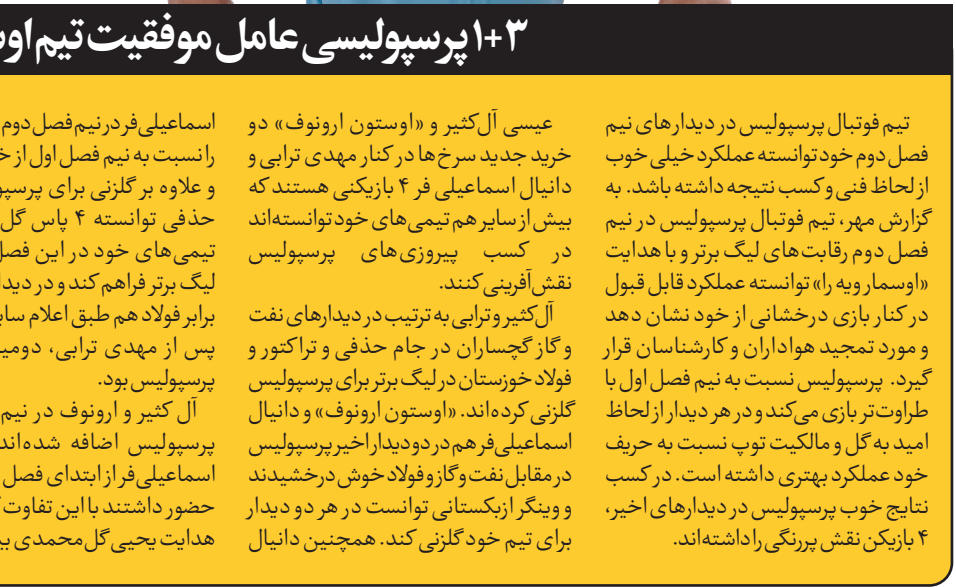 ۱+۳ پرسپولیسی عامل موفقیت تیم
تیم فوتبال پرسپولیس در دیدارهای نیم
فصل دوم خود توانسته عملکرد خیلی خوب
از لحاظ فنی و کسب نتیجه داشته باشد. به
گزارش مهر، تیم فوتبال پرسپولیس در نیم
فصل دوم رقابت‌های لیگ برتر و با هدایت
«اوسمار ویه را» توانسته عملکرد قابل قبول
در کنار بازی درخشانی از خود نشان دهد
و مورد تمجید هواداران و کارشناسان قرار
گیرد. پرسپولیس نسبت به نیم فصل اول با
طراوت‌تر بازی می‌کند و در هر دیدار از لحاظ
امید به گل و مالکیت توپ نسبت به حریف
خود عملکرد بهتری داشته است. در کسب
نتایج خوب پرسپولیس در دیدارهای اخیر،
۴ بازیکن نقش پررنگی را داشته‌اند.
عیسی آل‌کثیر و «اوستون ارونوف» دو
خرید جدید سرخ‌ها در کنار مهدی ترابی و
دانیال اسماعیلی فر ۴ بازیکنی هستند که
بیش از سایر هم تیمی‌های خود توانسته‌اند
در کسب پیروزی‌های پرسپولیس
نقش‌آفرینی کنند.
آل‌کثیر و ترابی به ترتیب در دیدارهای نفت
و گاز گچساران در جام حذفی و تراکتور و
فولاد خوزستان در لیگ برتر برای پرسپولیس
گلزنی کرده‌اند. «اوستون ارونوف» و دانیال
اسماعیلی‌فر هم در دو دیدار اخیر پرسپولیس
در مقابل نفت و گاز و فولاد خوش درخشیدند
و وینگر ازبکستانی توانست در هر دو دیدار
برای تیم خود گلزنی کند. همچنین دانیال
اسماعیلی‌فر در نیم فصل دوم
را نسبت به نیم فصل اول از
و علاوه بر گلزنی برای
حذفی توانسته ۴ پاس گل
تیمی‌های خود در این
لیگ برتر فراهم کند و در
برابر فولاد هم طبق اعلام
پس از مهدی ترابی،
پرسپولیس بود.
آل کثیر و ارونوف در نیم
پرسپولیس اضافه شده‌اند
اسماعیلی‌فر از ابتدای فصل
حضور داشتند با این تفاوت
هدایت یحیی گل‌محمدی